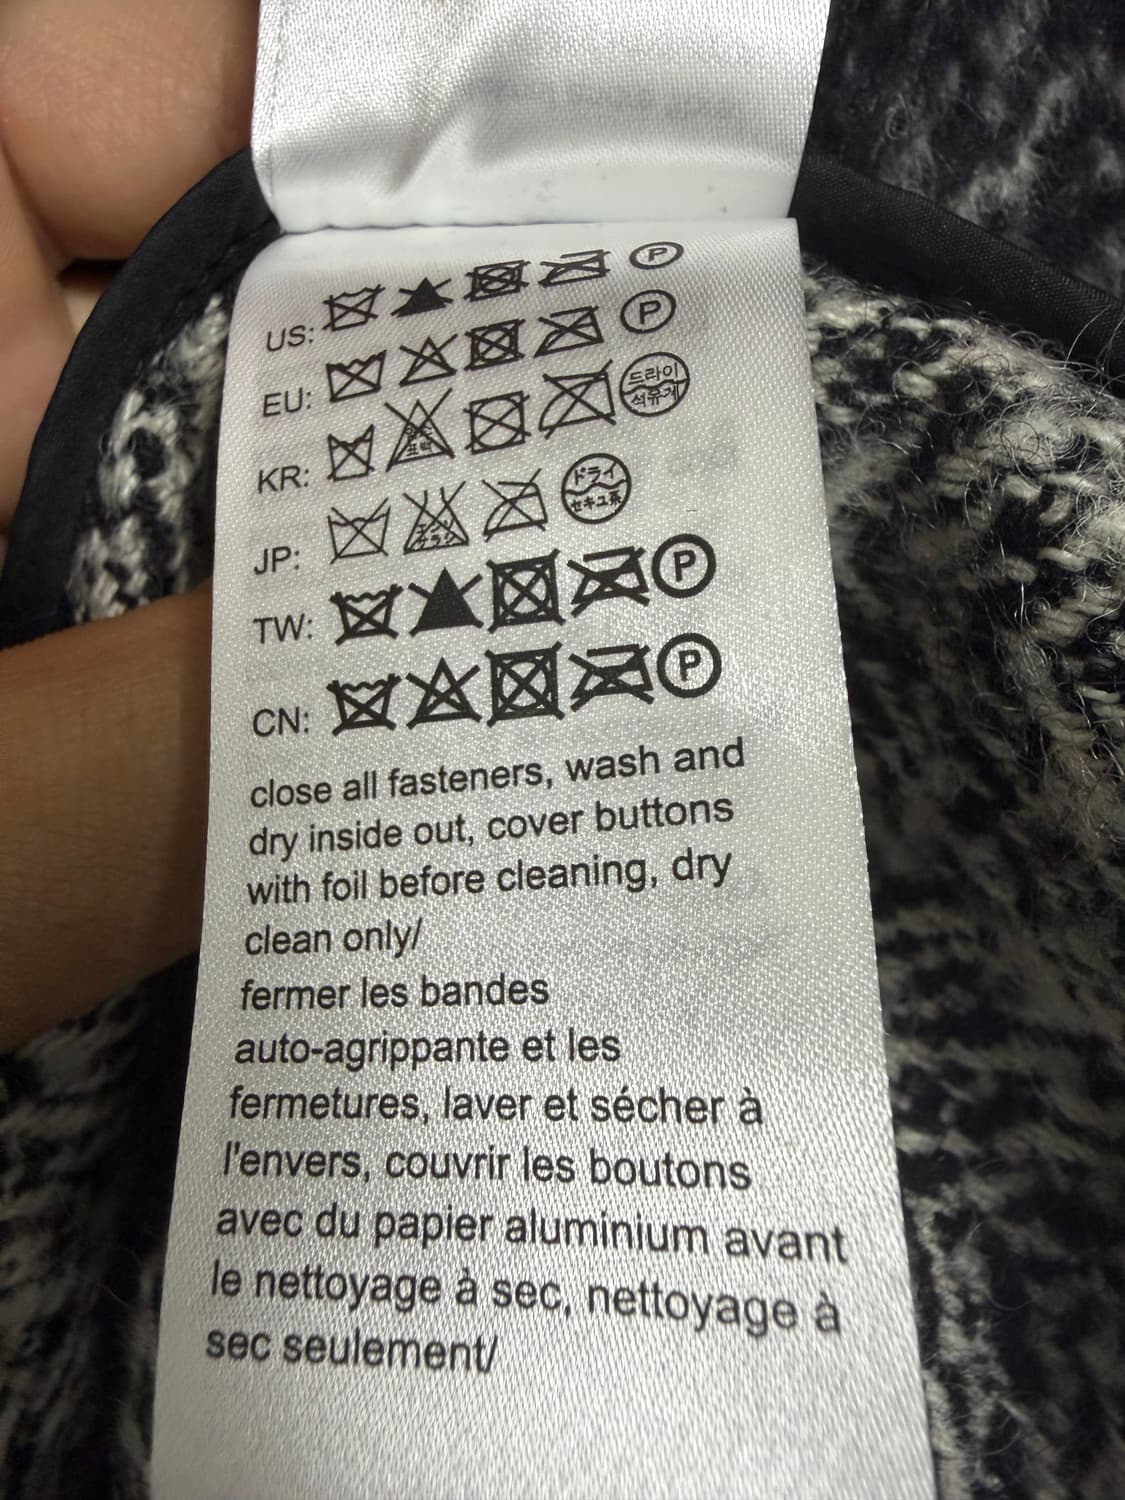 US: P
EU: P
KR: 표백 드라이 석유계
JP: エンソ サラシ ドライ セキユ系
TW: P
CN: P
close all fasteners, wash and
dry inside out, cover buttons
with foil before cleaning, dry
clean only/
fermer les bandes
auto-agrippante et les
fermetures, laver et sécher à
l'envers, couvrir les boutons
avec du papier aluminium avant
le nettoyage à sec, nettoyage à
sec seulement/